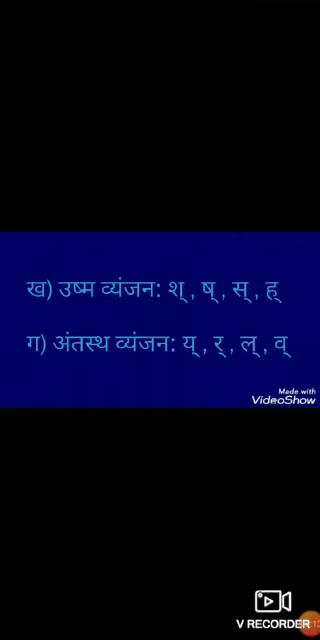 ख) उष्म व्यंजन: श् , ष् , स् , ह्
ग) अंतस्थ व्यंजन: य् , र् , ल् , व्
Made with
VideoShow
V RECORDER